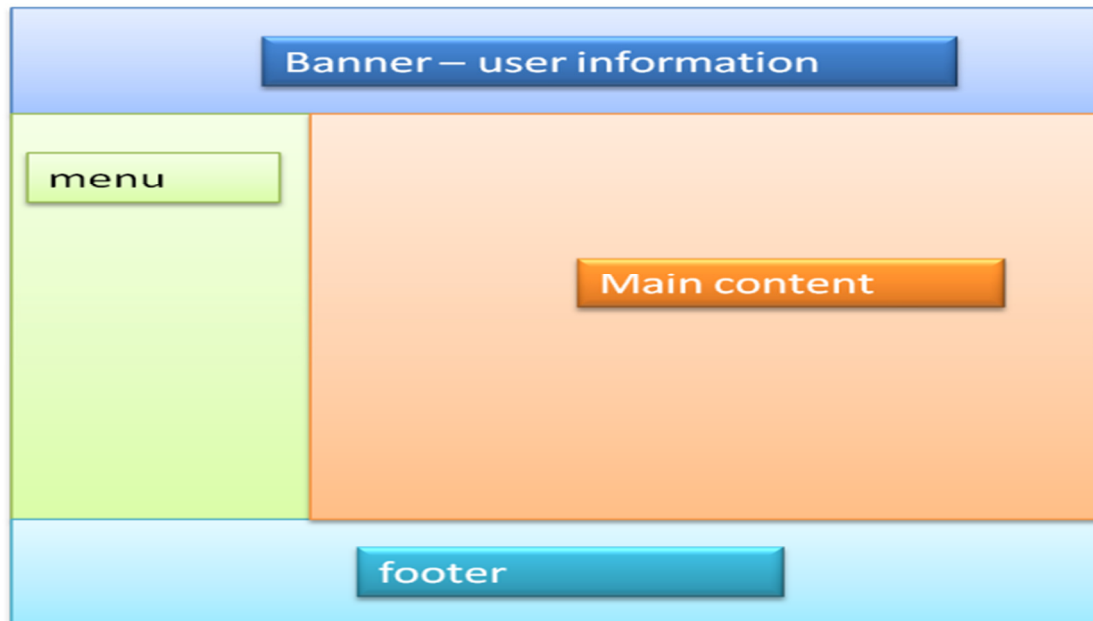 Banner – user information
menu
Main content
footer